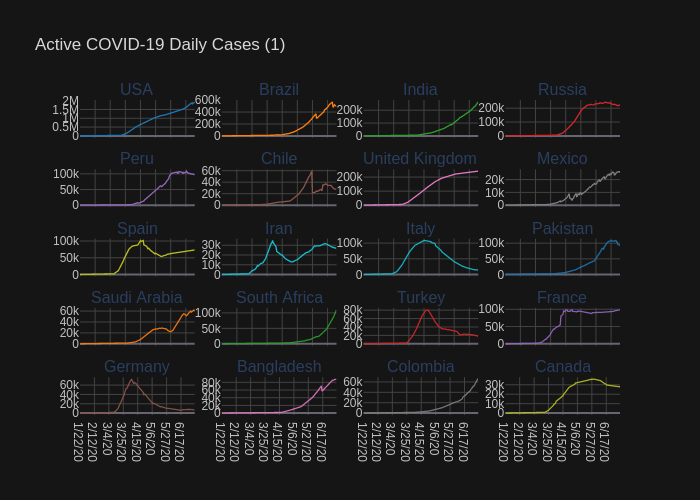 Active COVID-19 Daily Cases (1)
USA Brazil India Russia
2M 1.5M 1M 0.5M 0
600k 400k 200k 0
200k 100k 0
200k 100k 0
Peru Chile United Kingdom Mexico
100k 50k 0
60k 40k 20k 0
200k 100k 0
20k 10k 0
Spain Iran Italy Pakistan
100k 50k 0
30k 20k 10k 0
100k 50k 0
100k 50k 0
Saudi Arabia South Africa Turkey France
60k 40k 20k 0
100k 50k 0
80k 60k 40k 20k 0
100k 50k 0
Germany Bangladesh Colombia Canada
60k 40k 20k 0
80k 60k 40k 20k 0
60k 40k 20k 0
30k 20k 10k 0
1/22/20 2/12/20 3/4/20 3/25/20 4/15/20 5/6/20 5/27/20 6/17/20
1/22/20 2/12/20 3/4/20 3/25/20 4/15/20 5/6/20 5/27/20 6/17/20
1/22/20 2/12/20 3/4/20 3/25/20 4/15/20 5/6/20 5/27/20 6/17/20
1/22/20 2/12/20 3/4/20 3/25/20 4/15/20 5/6/20 5/27/20 6/17/20